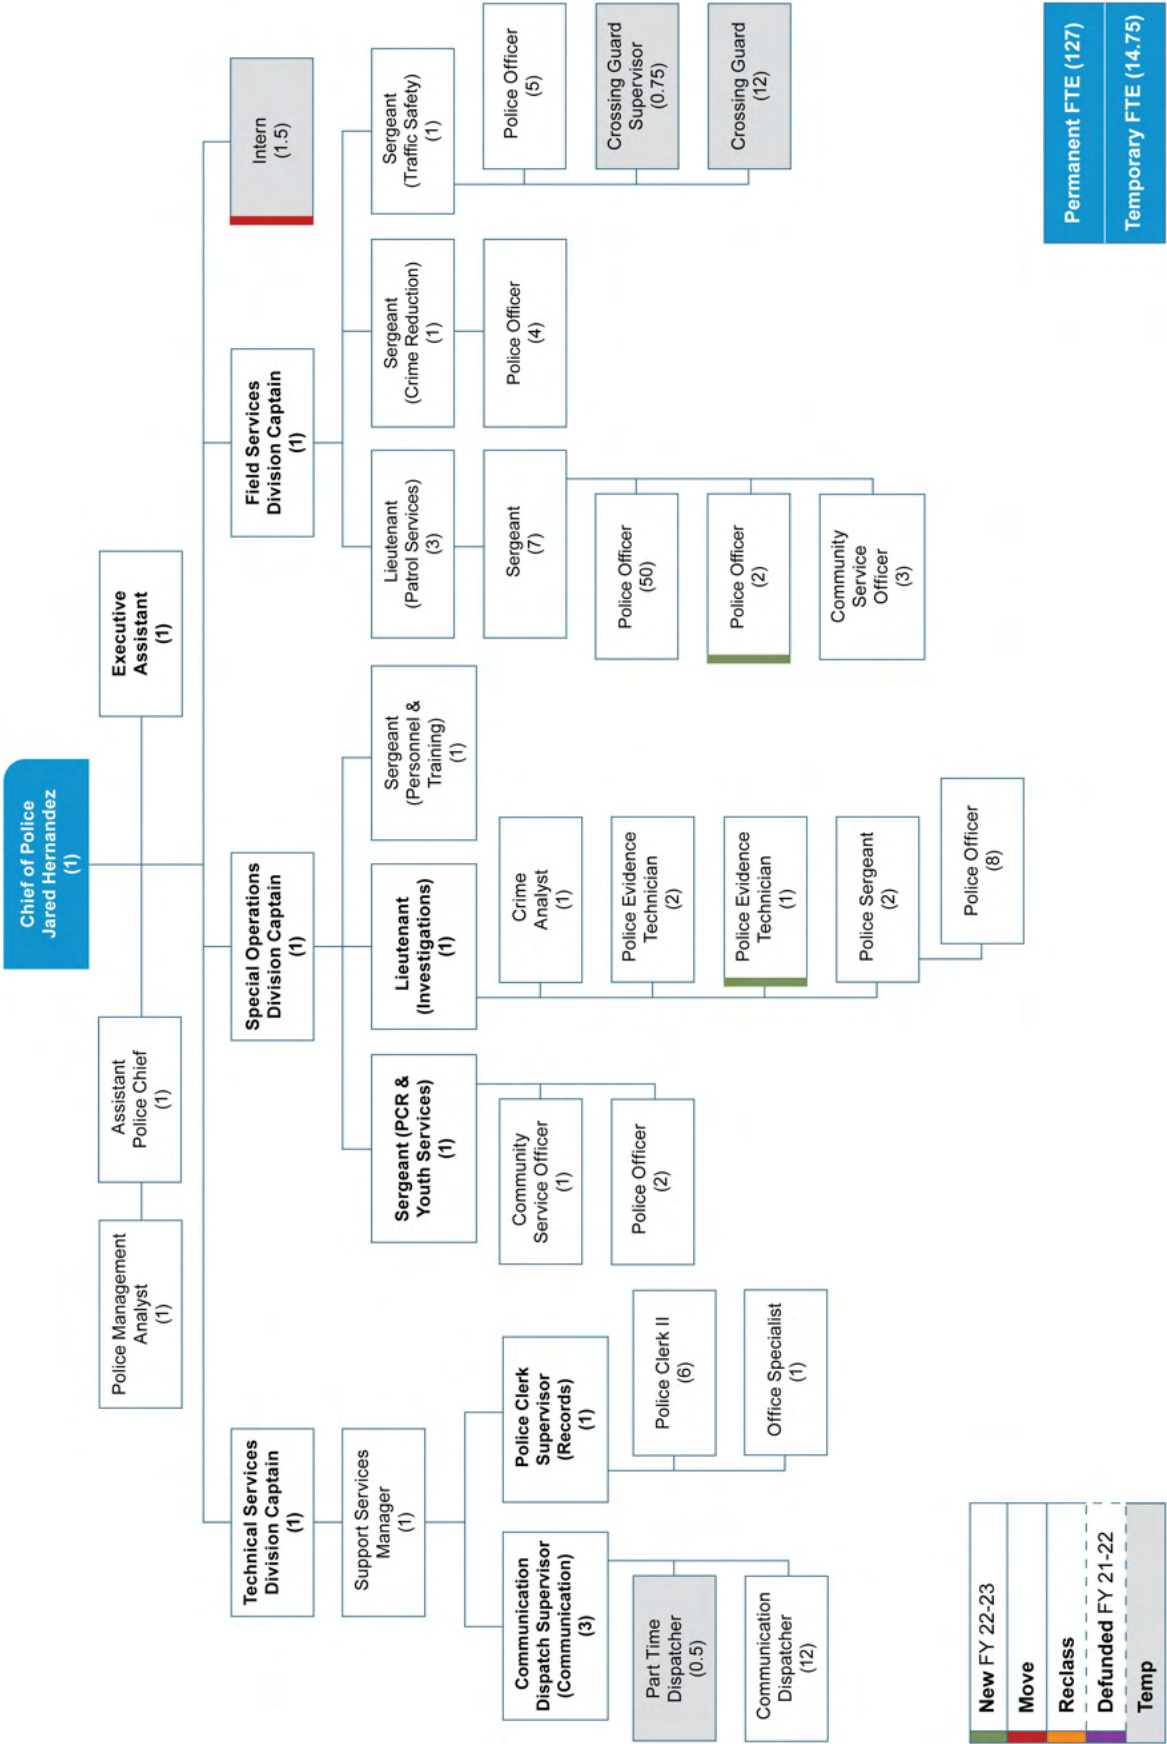 Chief of Police
Jared Hernandez
(1)
Executive
Assistant
(1)
Assistant
Police Chief
(1)
Police Management
Analyst
(1)
Technical Services
Division Captain
(1)
Special Operations
Division Captain
(1)
Field Services
Division Captain
(1)
Intern
(1.5)
Support Services
Manager
(1)
Communication
Dispatch Supervisor
(Communication)
(3)
Part Time
Dispatcher
(0.5)
Communication
Dispatcher
(12)
Police Clerk
Supervisor
(Records)
(1)
Police Clerk II
(6)
Office Specialist
(1)
Sergeant (PCR &
Youth Services)
(1)
Community
Service Officer
(1)
Police Officer
(2)
Lieutenant
(Investigations)
(1)
Crime
Analyst
(1)
Police Evidence
Technician
(2)
Police Evidence
Technician
(1)
Police Sergeant
(2)
Police Officer
(8)
Sergeant
(Personnel &
Training)
(1)
Lieutenant
(Patrol Services)
(3)
Sergeant
(7)
Police Officer
(50)
Police Officer
(2)
Community
Service
Officer
(3)
Sergeant
(Crime Reduction)
(1)
Police Officer
(4)
Sergeant
(Traffic Safety)
(1)
Police Officer
(5)
Crossing Guard
Supervisor
(0.75)
Crossing Guard
(12)
New FY 22-23
Move
Reclass
Defunded FY 21-22
Temp
Permanent FTE (127)
Temporary FTE (14.75)